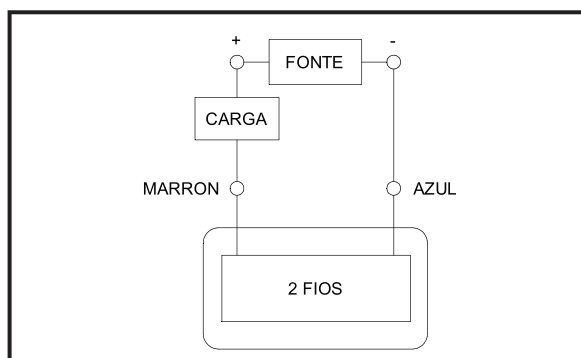 + -
FONTE
CARGA
MARRON AZUL
2 FIOS